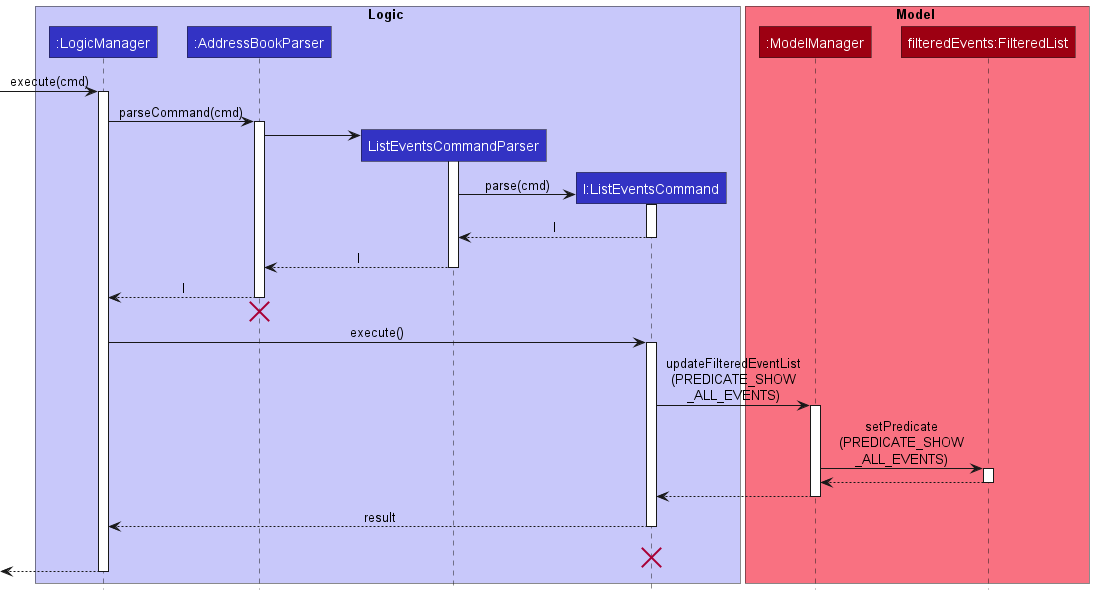 Logic
Model
:LogicManager
:AddressBookParser
:ModelManager
filteredEvents:FilteredList
execute(cmd)
parseCommand(cmd)
ListEventsCommandParser
parse(cmd)
l:ListEventsCommand
l
l
l
execute()
updateFilteredEventList
(PREDICATE_SHOW
_ALL_EVENTS)
setPredicate
(PREDICATE_SHOW
_ALL_EVENTS)
result